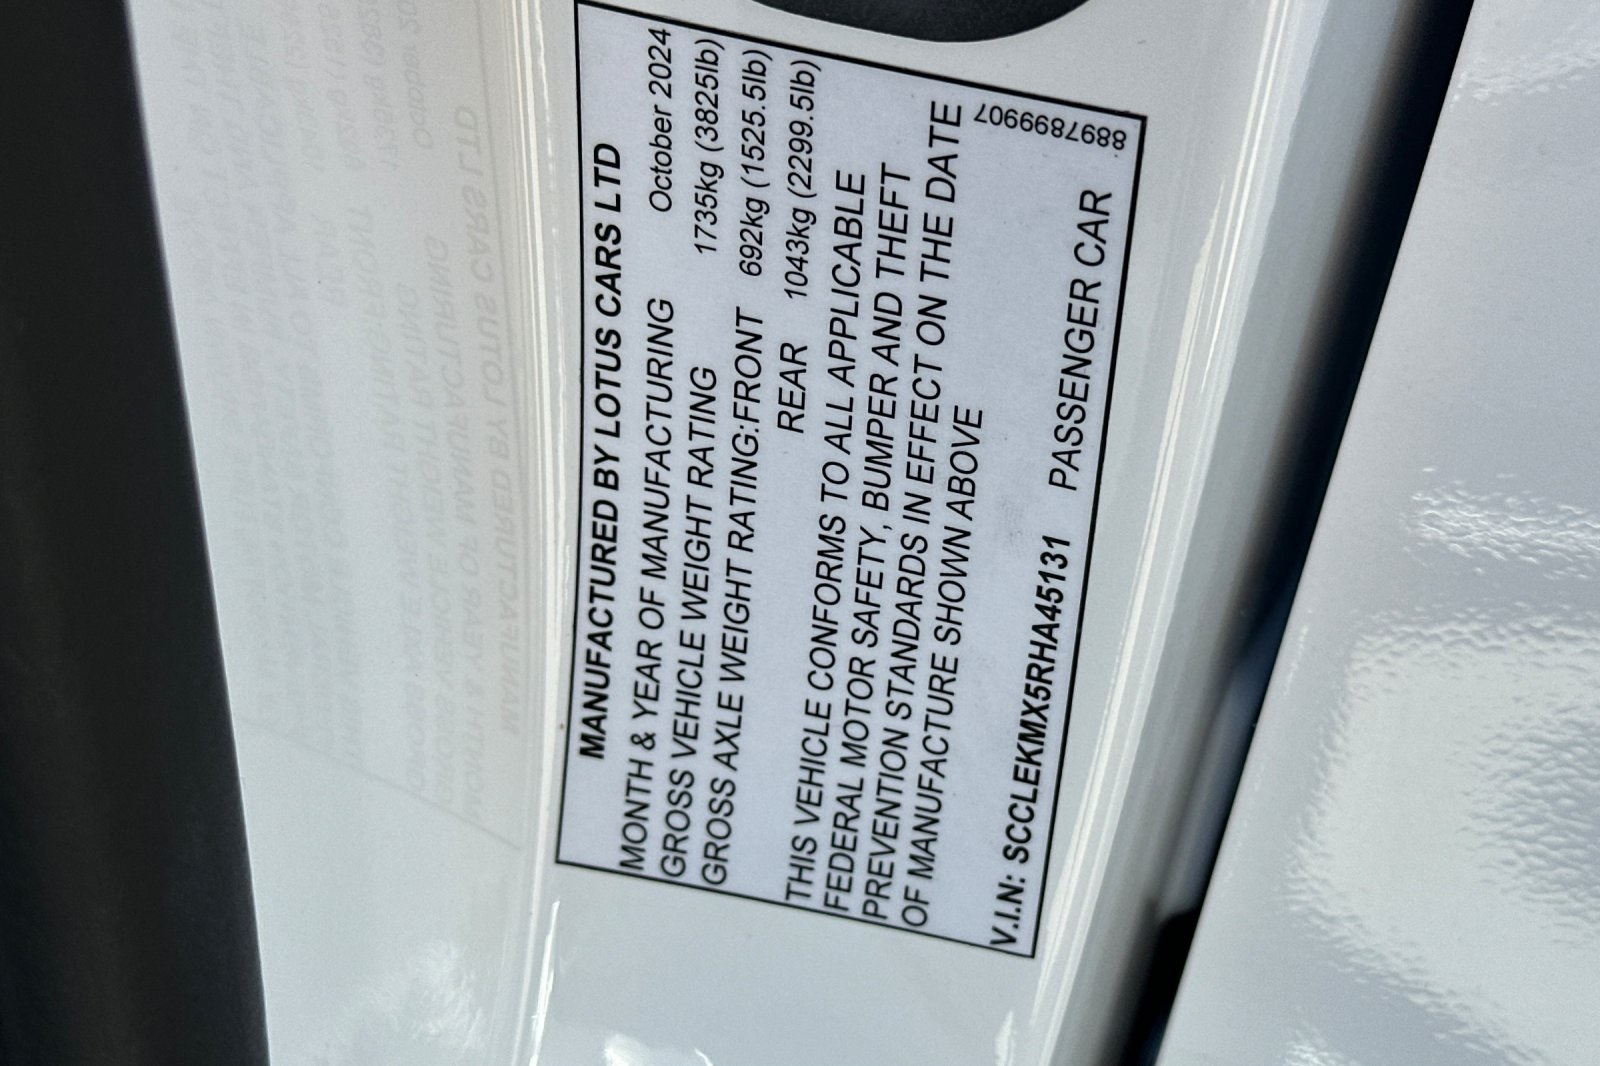 MANUFACTURED BY LOTUS CARS LTD
MONTH & YEAR OF MANUFACTURING October 2024
GROSS VEHICLE WEIGHT RATING 1735kg (3825lb)
GROSS AXLE WEIGHT RATING:FRONT 692kg (1525.5lb)
REAR 1043kg (2299.5lb)
THIS VEHICLE CONFORMS TO ALL APPLICABLE
FEDERAL MOTOR SAFETY, BUMPER AND THEFT
PREVENTION STANDARDS IN EFFECT ON THE DATE
OF MANUFACTURE SHOWN ABOVE
8897899907
V.I.N: SCCLEKMX5RHA45131 PASSENGER CAR